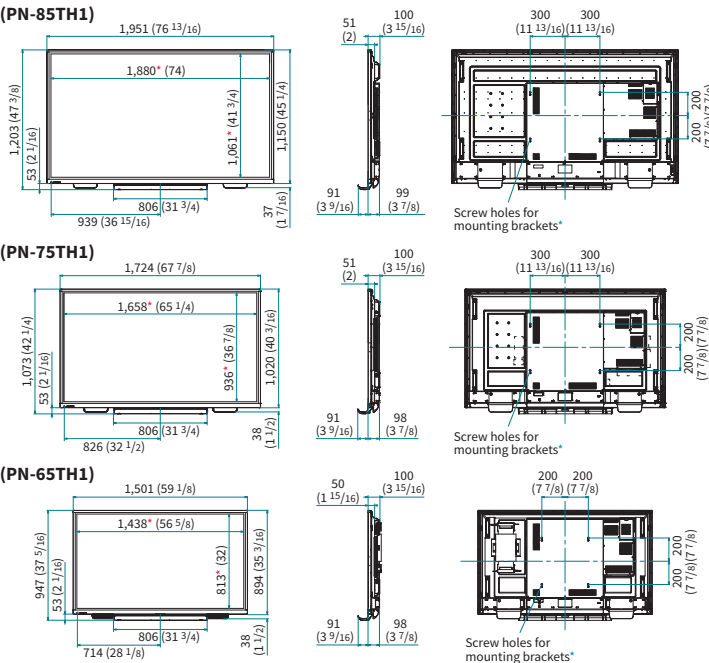 (PN-85TH1)
1,951 (76 13/16)
1,880* (74)
1,203 (47 3/8)
53 (2 1/16)
1,061* (41 3/4)
1,150 (45 1/4)
806 (31 3/4)
939 (36 15/16)
37
(1 7/16)
51
(2)
100
(3 15/16)
91
(3 9/16)
99
(3 7/8)
300
(11 13/16)
300
(11 13/16)
200
(7 7/8)
200
(7 7/8)
Screw holes for
mounting brackets*
(PN-75TH1)
1,724 (67 7/8)
1,658* (65 1/4)
1,073 (42 1/4)
53 (2 1/16)
936* (36 7/8)
1,020 (40 3/16)
806 (31 3/4)
826 (32 1/2)
38
(1 1/2)
51
(2)
100
(3 15/16)
91
(3 9/16)
98
(3 7/8)
300
(11 13/16)
300
(11 13/16)
200
(7 7/8)
200
(7 7/8)
Screw holes for
mounting brackets*
(PN-65TH1)
1,501 (59 1/8)
1,438* (56 5/8)
947 (37 5/16)
53 (2 1/16)
813* (32)
894 (35 3/16)
806 (31 3/4)
714 (28 1/8)
38
(1 1/2)
50
(1 15/16)
100
(3 15/16)
91
(3 9/16)
98
(3 7/8)
200
(7 7/8)
200
(7 7/8)
200
(7 7/8)
200
(7 7/8)
Screw holes for
mounting brackets*